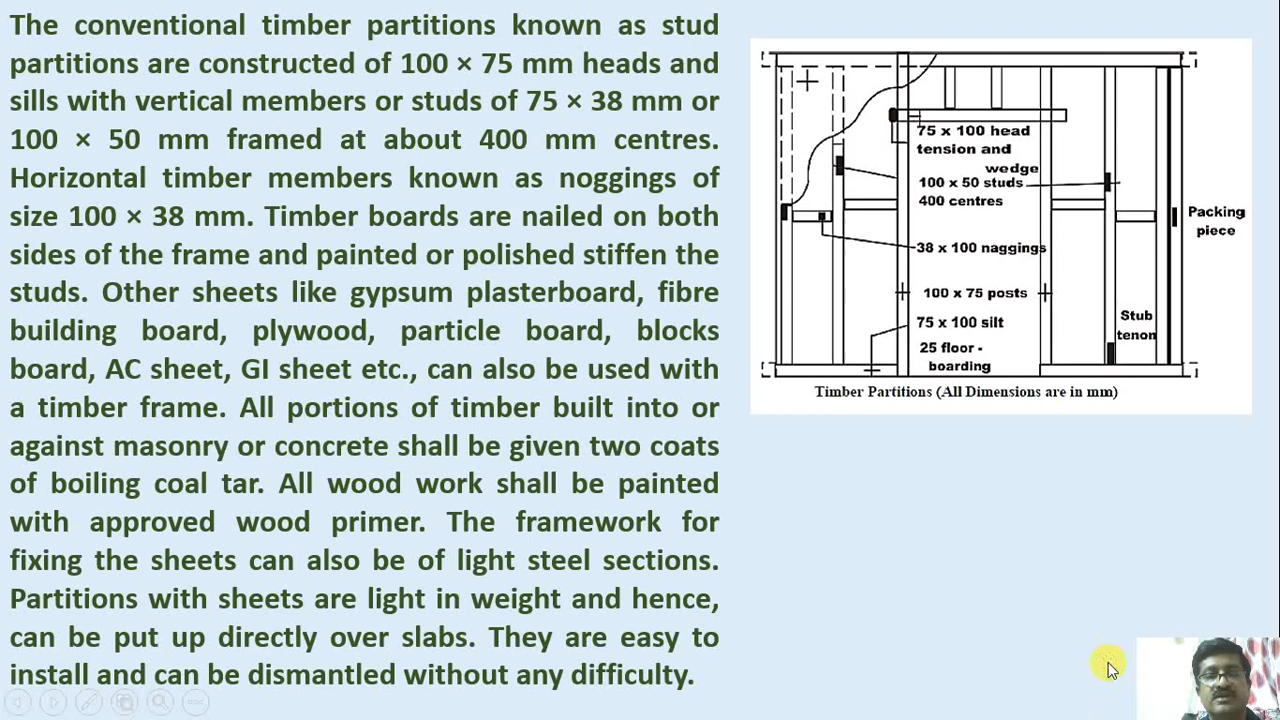 The conventional timber partitions known as stud
partitions are constructed of 100 × 75 mm heads and
sills with vertical members or studs of 75 × 38 mm or
100 × 50 mm framed at about 400 mm centres.
Horizontal timber members known as noggings of
size 100 × 38 mm. Timber boards are nailed on both
sides of the frame and painted or polished stiffen the
studs. Other sheets like gypsum plasterboard, fibre
building board, plywood, particle board, blocks
board, AC sheet, GI sheet etc., can also be used with
a timber frame. All portions of timber built into or
against masonry or concrete shall be given two coats
of boiling coal tar. All wood work shall be painted
with approved wood primer. The framework for
fixing the sheets can also be of light steel sections.
Partitions with sheets are light in weight and hence,
can be put up directly over slabs. They are easy to
install and can be dismantled without any difficulty.
75 x 100 head
tension and
wedge
100 x 50 studs
400 centres
38 x 100 naggings
100 x 75 posts
75 x 100 silt
25 floor -
boarding
Packing
piece
Stub
tenon
Timber Partitions (All Dimensions are in mm)